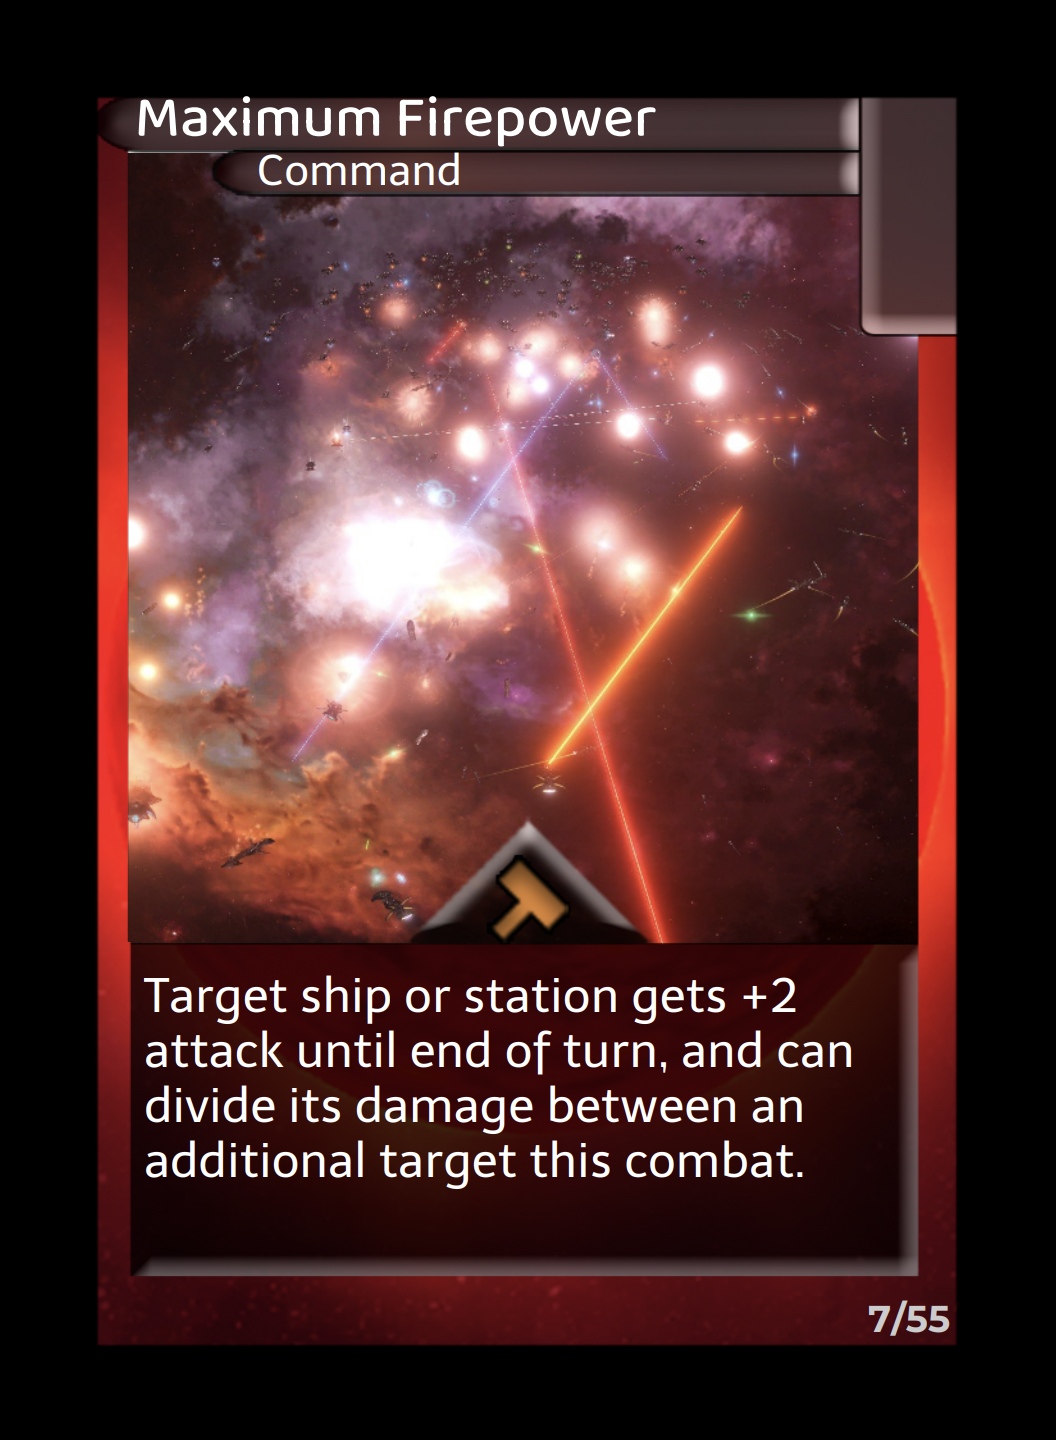 Maximum Firepower
Command
Target ship or station gets +2
attack until end of turn, and can
divide its damage between an
additional target this combat.
7/55